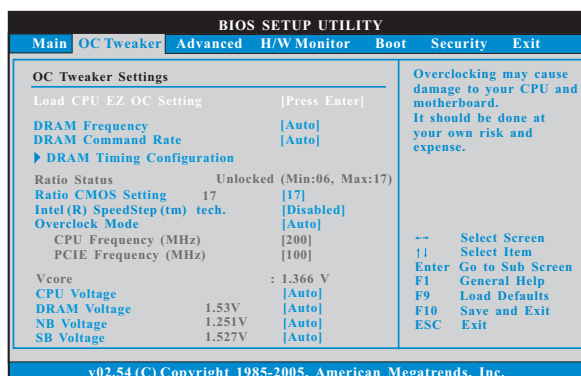 BIOS SETUP UTILITY
Main OC Tweaker Advanced H/W Monitor Boot Security Exit
OC Tweaker Settings
Load CPU EZ OC Setting [Press Enter]
DRAM Frequency [Auto]
DRAM Command Rate [Auto]
DRAM Timing Configuration
Ratio Status Unlocked (Min:06, Max:17)
Ratio CMOS Setting 17 [17]
Intel (R) SpeedStep (tm) tech. [Disabled]
Overclock Mode [Auto]
CPU Frequency (MHz) [200]
PCIE Frequency (MHz) [100]
Vcore : 1.366 V
CPU Voltage [Auto]
DRAM Voltage 1.53V [Auto]
NB Voltage 1.251V [Auto]
SB Voltage 1.527V [Auto]
Overclocking may cause
damage to your CPU and
motherboard.
It should be done at
your own risk and
expense.
↔ Select Screen
↑↓ Select Item
Enter Go to Sub Screen
F1 General Help
F9 Load Defaults
F10 Save and Exit
ESC Exit
v02.54 (C) Copyright 1985-2005, American Megatrends, Inc.